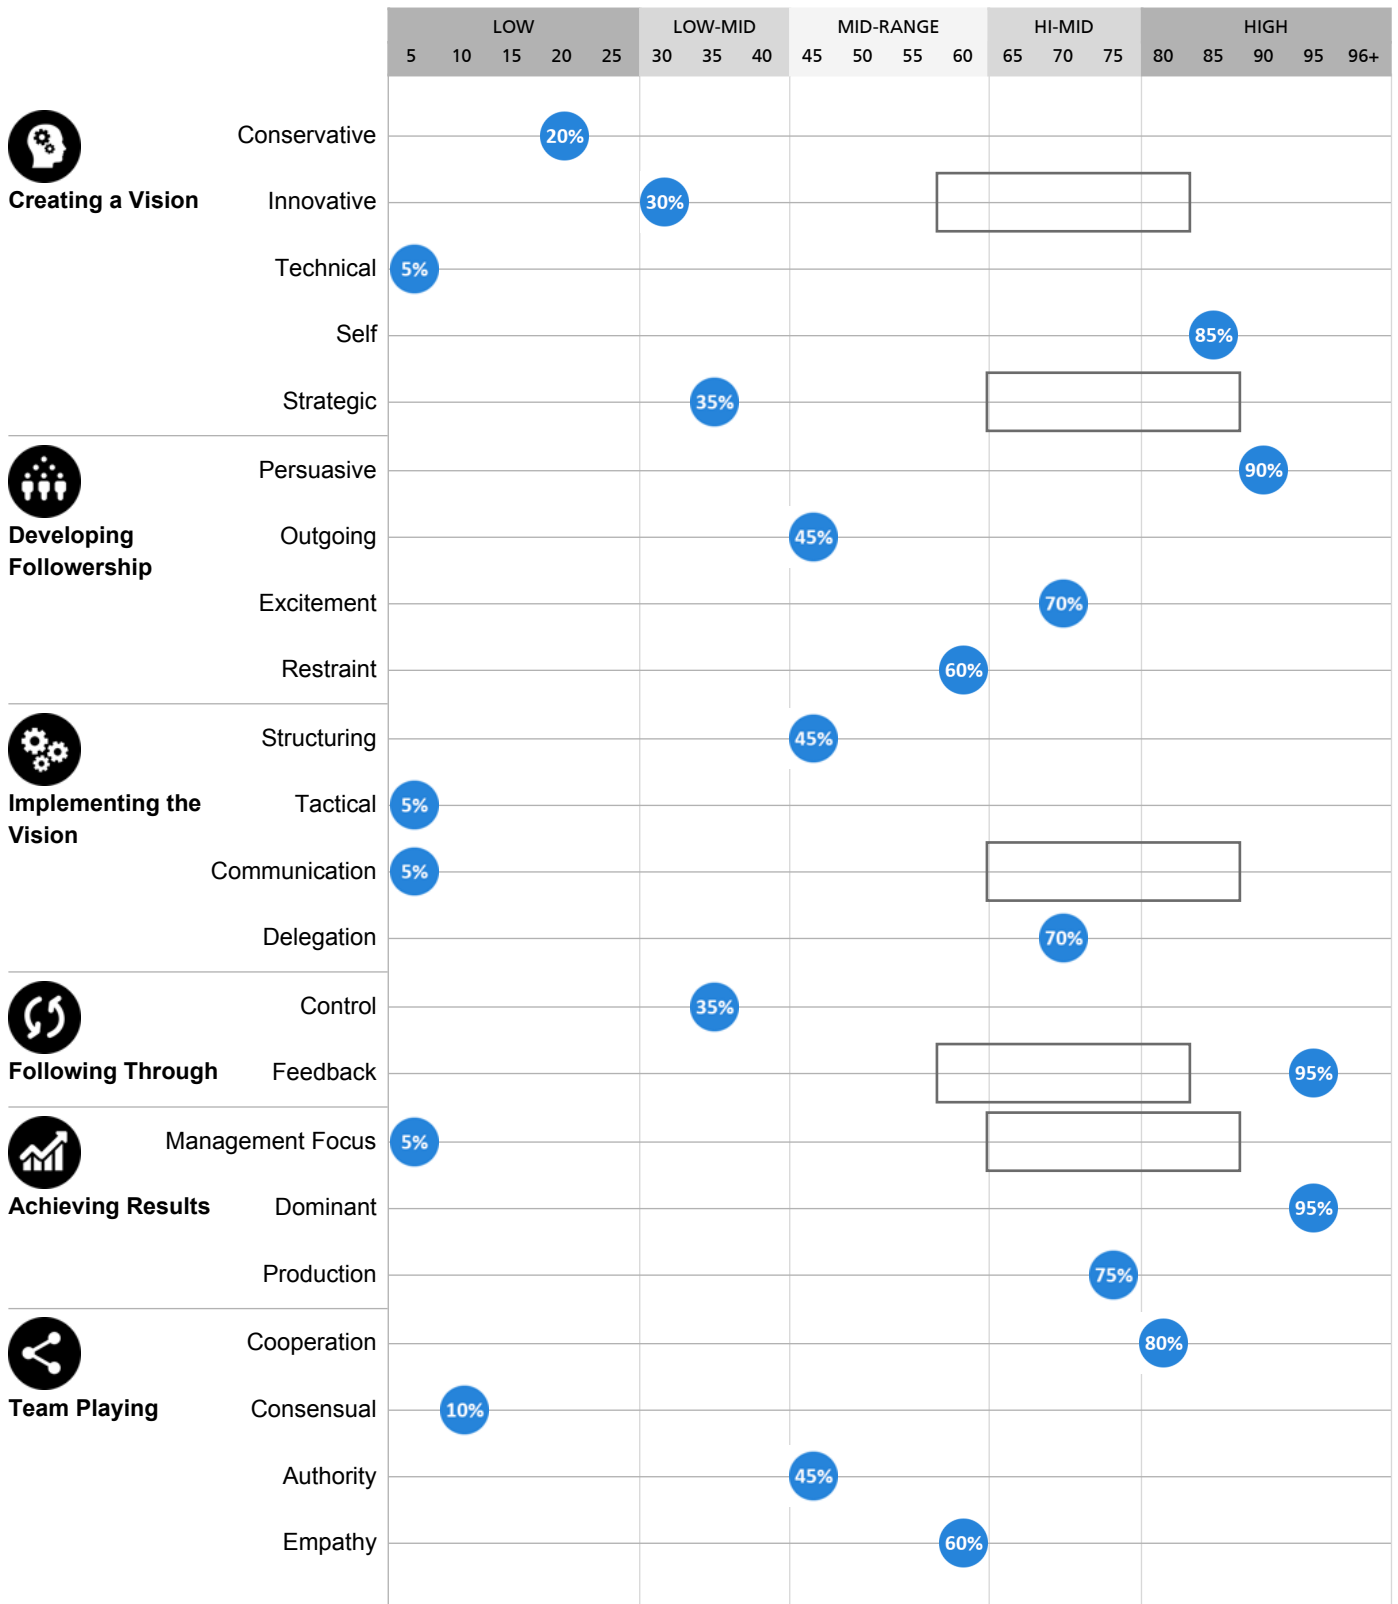 LOW LOW-MID MID-RANGE HI-MID HIGH
5 10 15 20 25 30 35 40 45 50 55 60 65 70 75 80 85 90 95 96+
Conservative 20%
Creating a Vision Innovative 30%
Technical 5%
Self 85%
Strategic 35%
Persuasive 90%
Developing
Followership
Outgoing 45%
Excitement 70%
Restraint 60%
Structuring 45%
Implementing the
Vision
Tactical 5%
Communication 5%
Delegation 70%
Control 35%
Following Through Feedback 95%
Management Focus 5%
Achieving Results Dominant 95%
Production 75%
Cooperation 80%
Team Playing Consensual 10%
Authority 45%
Empathy 60%